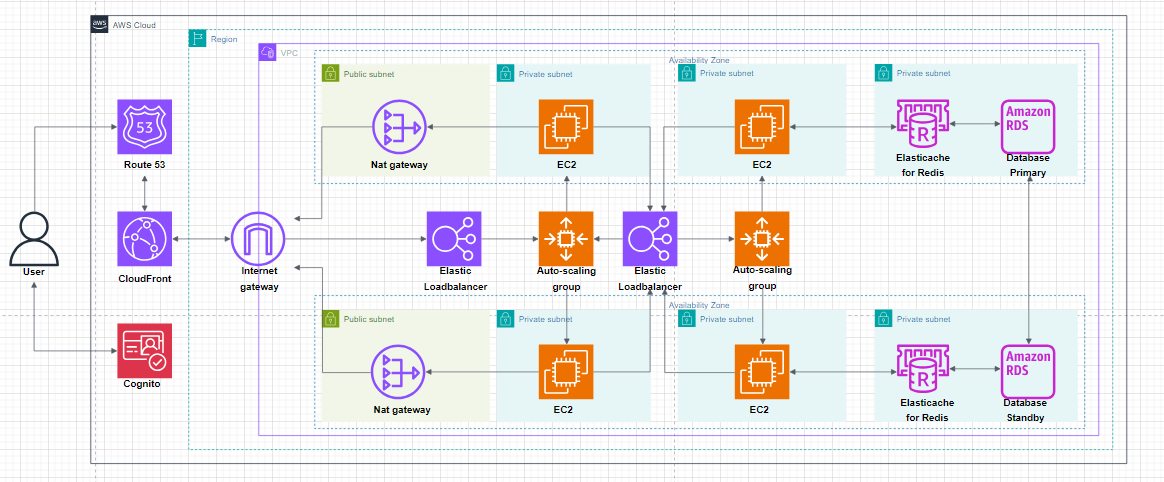 aws
AWS Cloud
Region
VPC
Availability Zone
Public subnet
Private subnet
Private subnet
Private subnet
53
Route 53
Nat gateway
EC2
EC2
R
Elasticache
for Redis
Amazon
RDS
Database
Primary
User
CloudFront
Internet
gateway
Elastic
Loadbalancer
Auto-scaling
group
Elastic
Loadbalancer
Auto-scaling
group
Availability Zone
Public subnet
Private subnet
Private subnet
Private subnet
Cognito
Nat gateway
EC2
EC2
R
Elasticache
for Redis
Amazon
RDS
Database
Standby